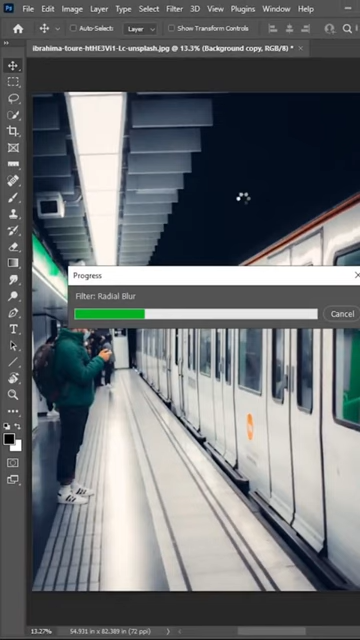 Ps File Edit Image Layer Type Select Filter 3D View Plugins Window Help
Auto-Select: Layer Show Transform Controls
ibrahima-toure-htHE3Vi1-Lc-unsplash.jpg @ 13.3% (Background copy, RGB/8) *
Progress
Filter: Radial Blur
Cancel
13.27% 54.931 in x 82.389 in (72 ppi)